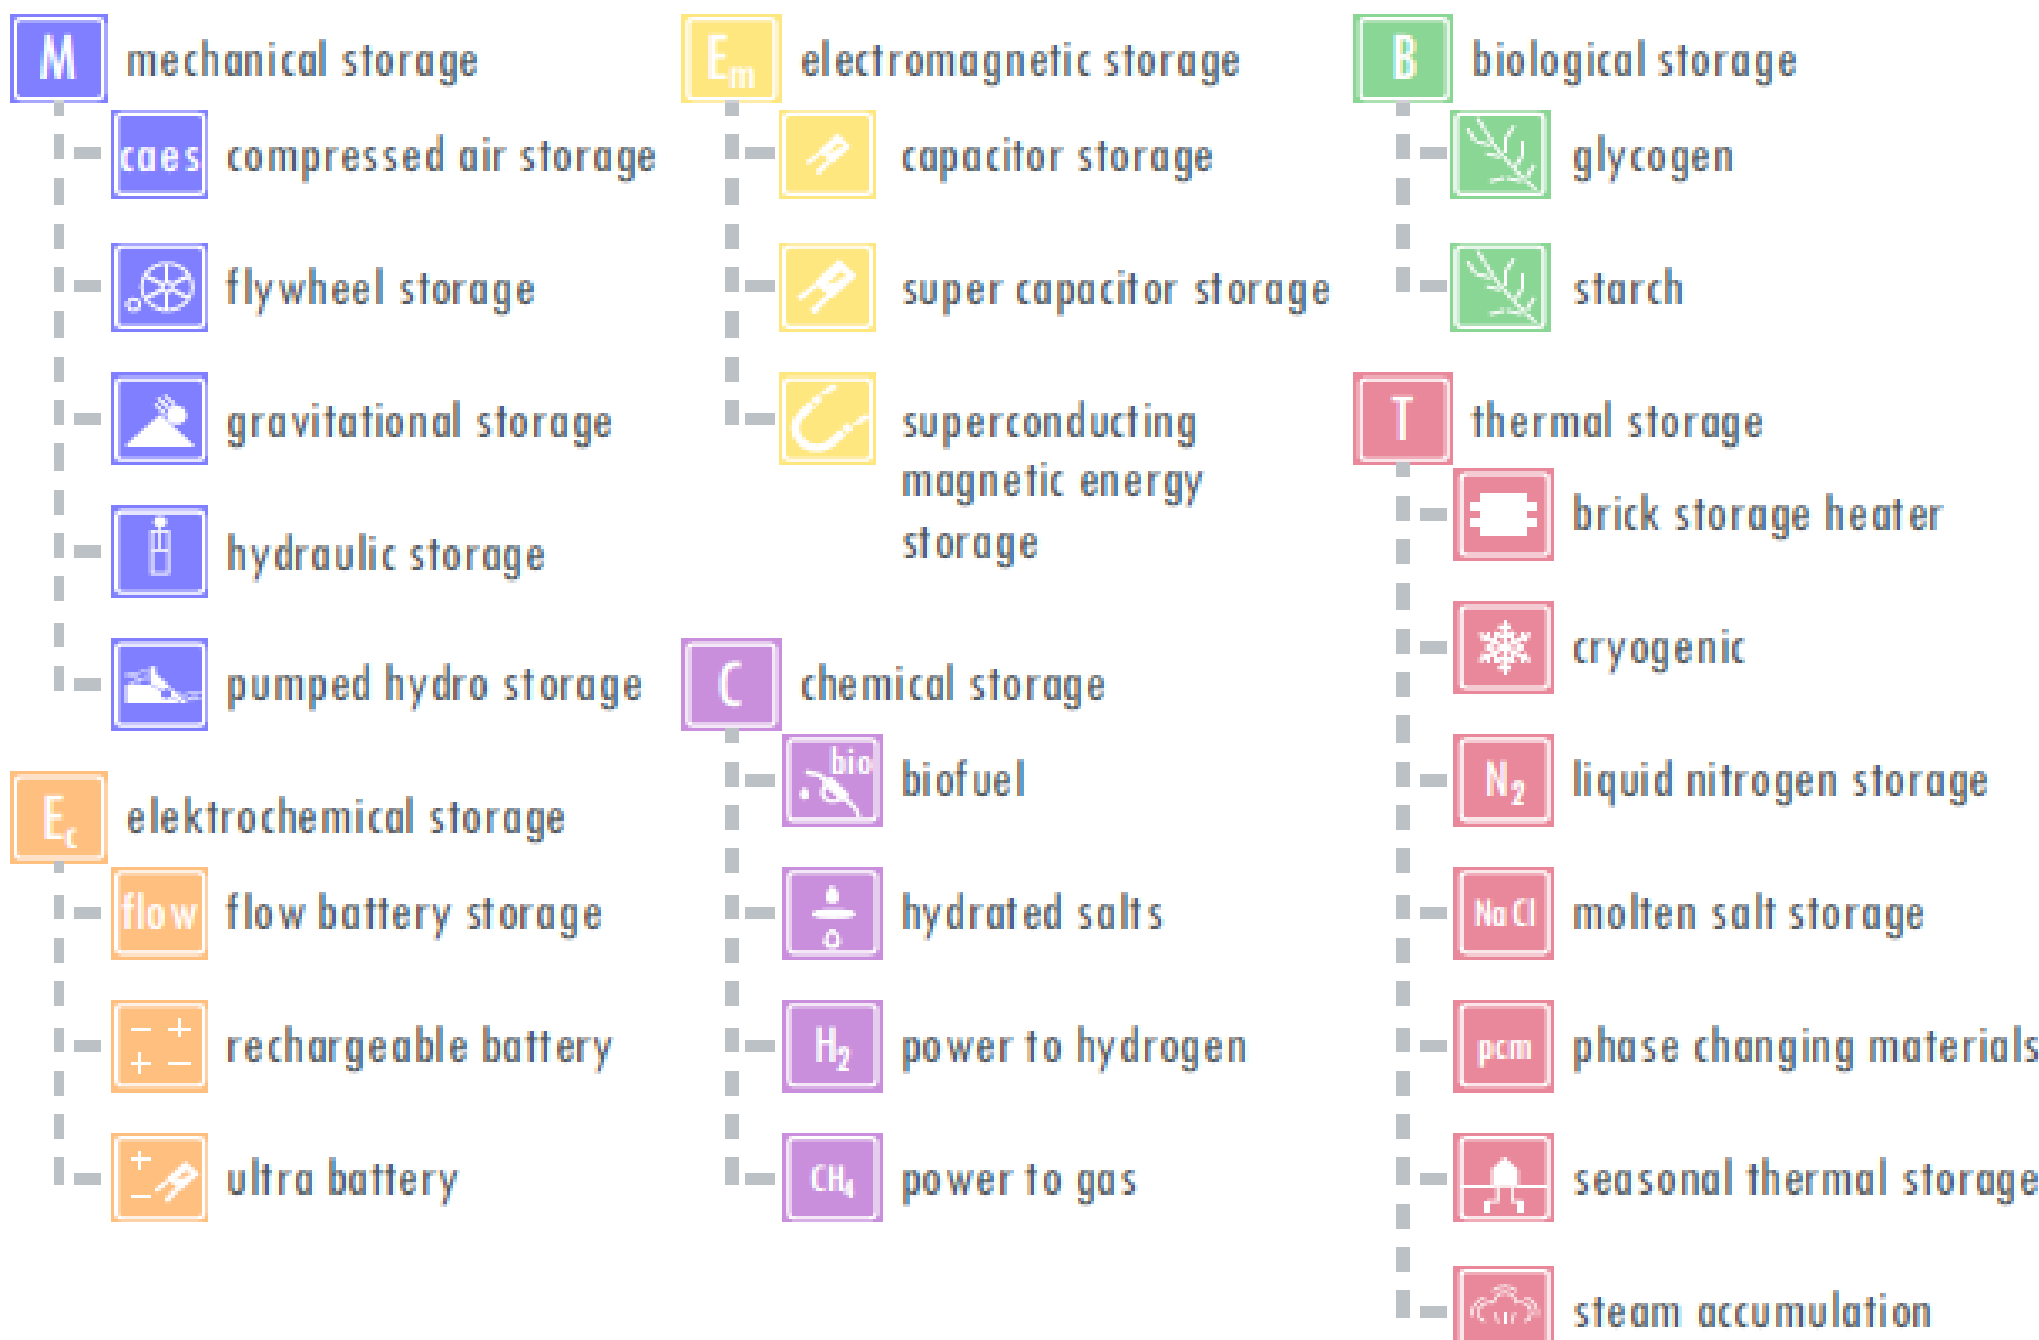 M mechanical storage
caes compressed air storage
flywheel storage
gravitational storage
hydraulic storage
pumped hydro storage
Ec elektrochemical storage
flow flow battery storage
- + + - rechargeable battery
+ - ultra battery
Em electromagnetic storage
capacitor storage
super capacitor storage
superconducting
magnetic energy
storage
C chemical storage
bio biofuel
hydrated salts
H2 power to hydrogen
CH4 power to gas
B biological storage
glycogen
starch
T thermal storage
brick storage heater
cryogenic
N2 liquid nitrogen storage
NaCl molten salt storage
pcm phase changing materials
seasonal thermal storage
steam accumulation